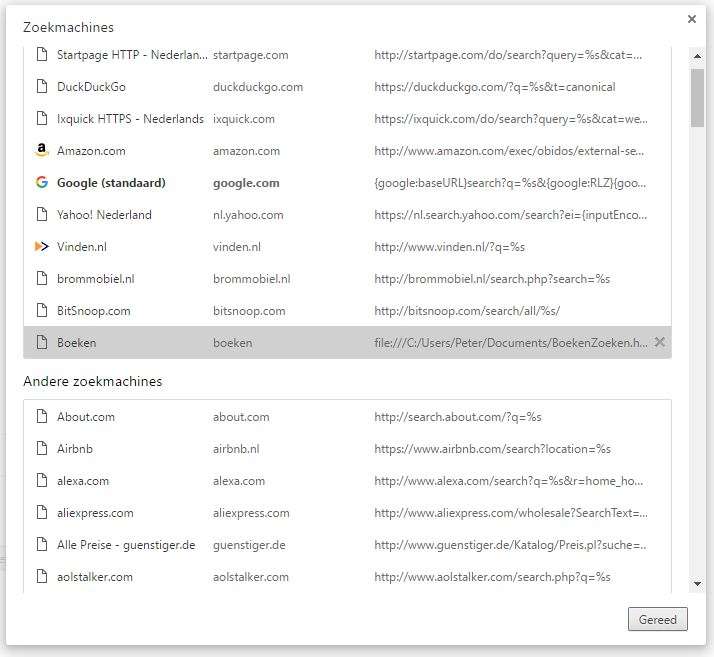 Zoekmachines
Startpage HTTP - Nederlan... startpage.com http://startpage.com/do/search?query=%s&cat=...
DuckDuckGo duckduckgo.com https://duckduckgo.com/?q=%s&t=canonical
Ixquick HTTPS - Nederlands ixquick.com https://ixquick.com/do/search?query=%s&cat=we...
Amazon.com amazon.com http://www.amazon.com/exec/obidos/external-se...
Google (standaard) google.com {google:baseURL}search?q=%s&{google:RLZ}{goo...
Yahoo! Nederland nl.yahoo.com https://nl.search.yahoo.com/search?ei={inputEnco...
Vinden.nl vinden.nl http://www.vinden.nl/?q=%s
brommobiel.nl brommobiel.nl http://brommobiel.nl/search.php?search=%s
BitSnoop.com bitsnoop.com http://bitsnoop.com/search/all/%s/
Boeken boeken file:///C:/Users/Peter/Documents/BoekenZoeken.h...
Andere zoekmachines
About.com about.com http://search.about.com/?q=%s
Airbnb airbnb.nl https://www.airbnb.com/search?location=%s
alexa.com alexa.com http://www.alexa.com/search?q=%s&r=home_ho...
aliexpress.com aliexpress.com http://www.aliexpress.com/wholesale?SearchText=...
Alle Preise - guenstiger.de guenstiger.de http://www.guenstiger.de/Katalog/Preis.pl?suche=...
aolstalker.com aolstalker.com http://www.aolstalker.com/search.php?q=%s
Gereed